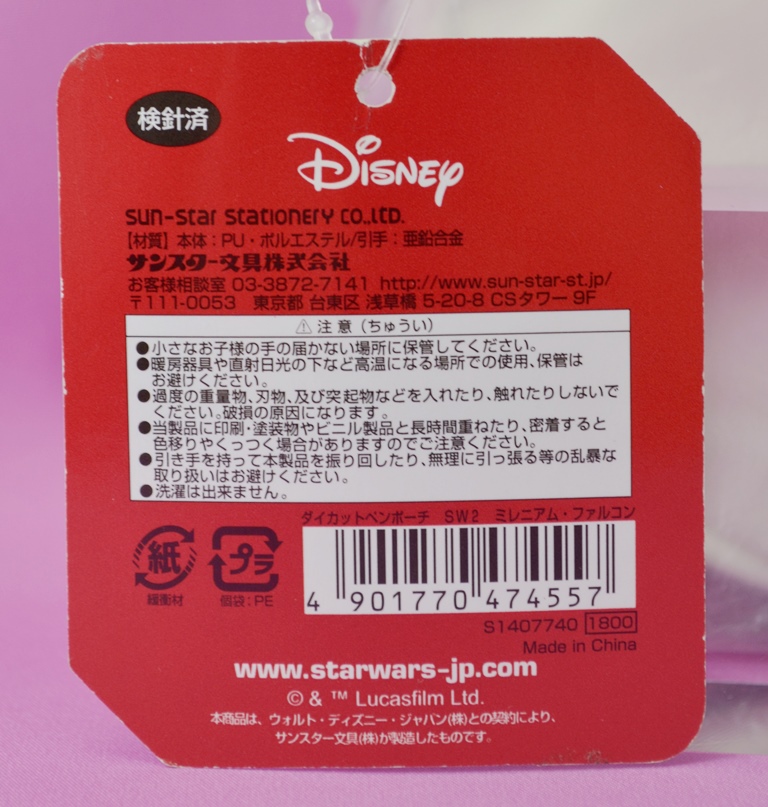 検針済
Disney
SUN-STAR STATIONERY CO.,LTD.
【材質】本体:PU・ポルエステル/引手:亜鉛合金
サンスター文具株式会社
お客様相談室 03-3872-7141 http://www.sun-star-st.jp/
〒111-0053 東京都 台東区 浅草橋 5-20-8 CSタワー 9F
⚠ 注意(ちゅうい)
●小さなお子様の手の届かない場所に保管してください。
●暖房器具や直射日光の下など高温になる場所での使用、保管は
お避けください。
●過度の重量物、刃物、及び突起物などを入れたり、触れたりしないで
ください。破損の原因になります。
●当製品に印刷・塗装物やビニル製品と長時間重ねたり、密着すると
色移りやくっつく場合がありますのでご注意ください。
●引き手を持って本製品を振り回したり、無理に引っ張る等の乱暴な
取り扱いはお避けください。
●洗濯は出来ません。
ダイカットペンポーチ SW2 ミレニアム・ファルコン
紙
緩衝材
プラ
個袋:PE
4 901770 474557
S1407740 1800
Made in China
www.starwars-jp.com
© & ™ Lucasfilm Ltd.
本商品は、ウォルト・ディズニー・ジャパン(株)との契約により、
サンスター文具(株)が製造したものです。